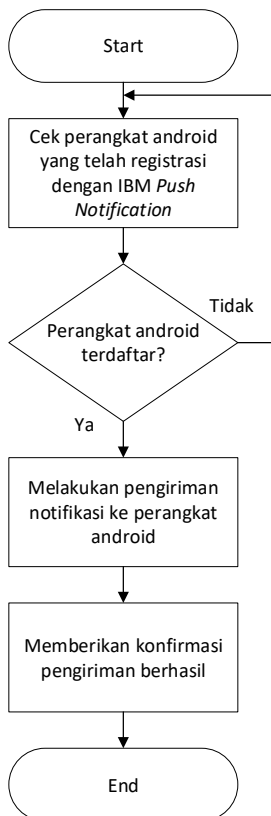 Start
Cek perangkat android
yang telah registrasi
dengan IBM Push
Notification
Tidak
Perangkat android
terdaftar?
Ya
Melakukan pengiriman
notifikasi ke perangkat
android
Memberikan konfirmasi
pengiriman berhasil
End